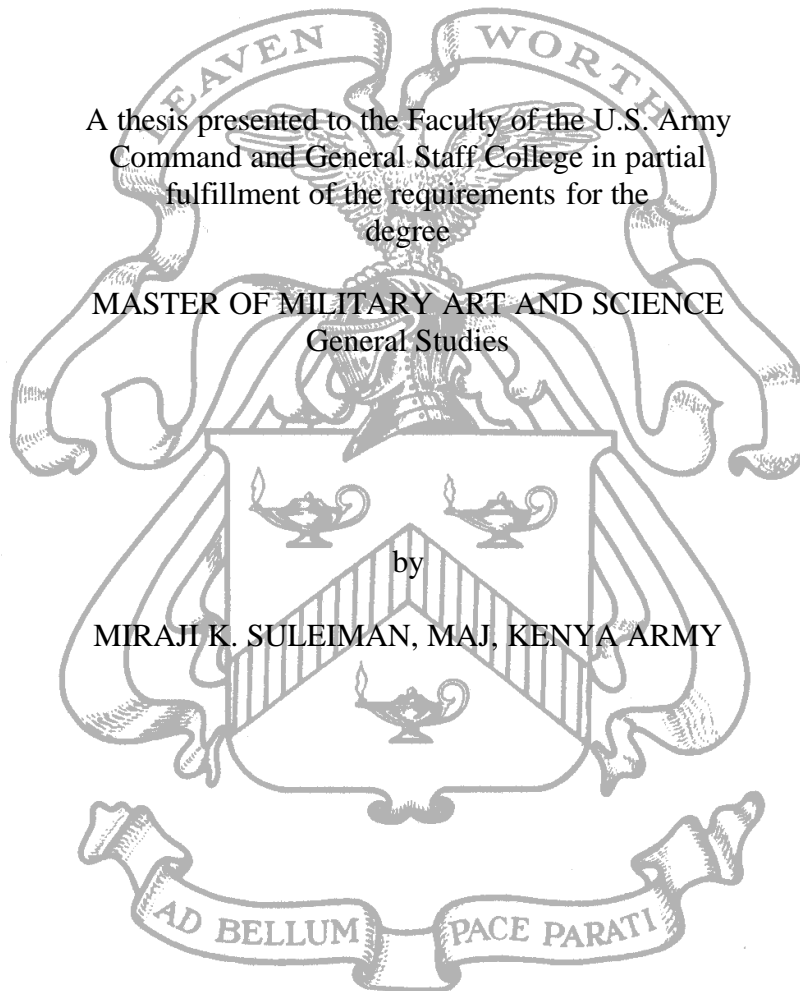 EAVEN WORTH
A thesis presented to the Faculty of the U.S. Army
Command and General Staff College in partial
fulfillment of the requirements for the
degree
MASTER OF MILITARY ART AND SCIENCE
General Studies
by
MIRAJI K. SULEIMAN, MAJ, KENYA ARMY
AD BELLUM PACE PARATI